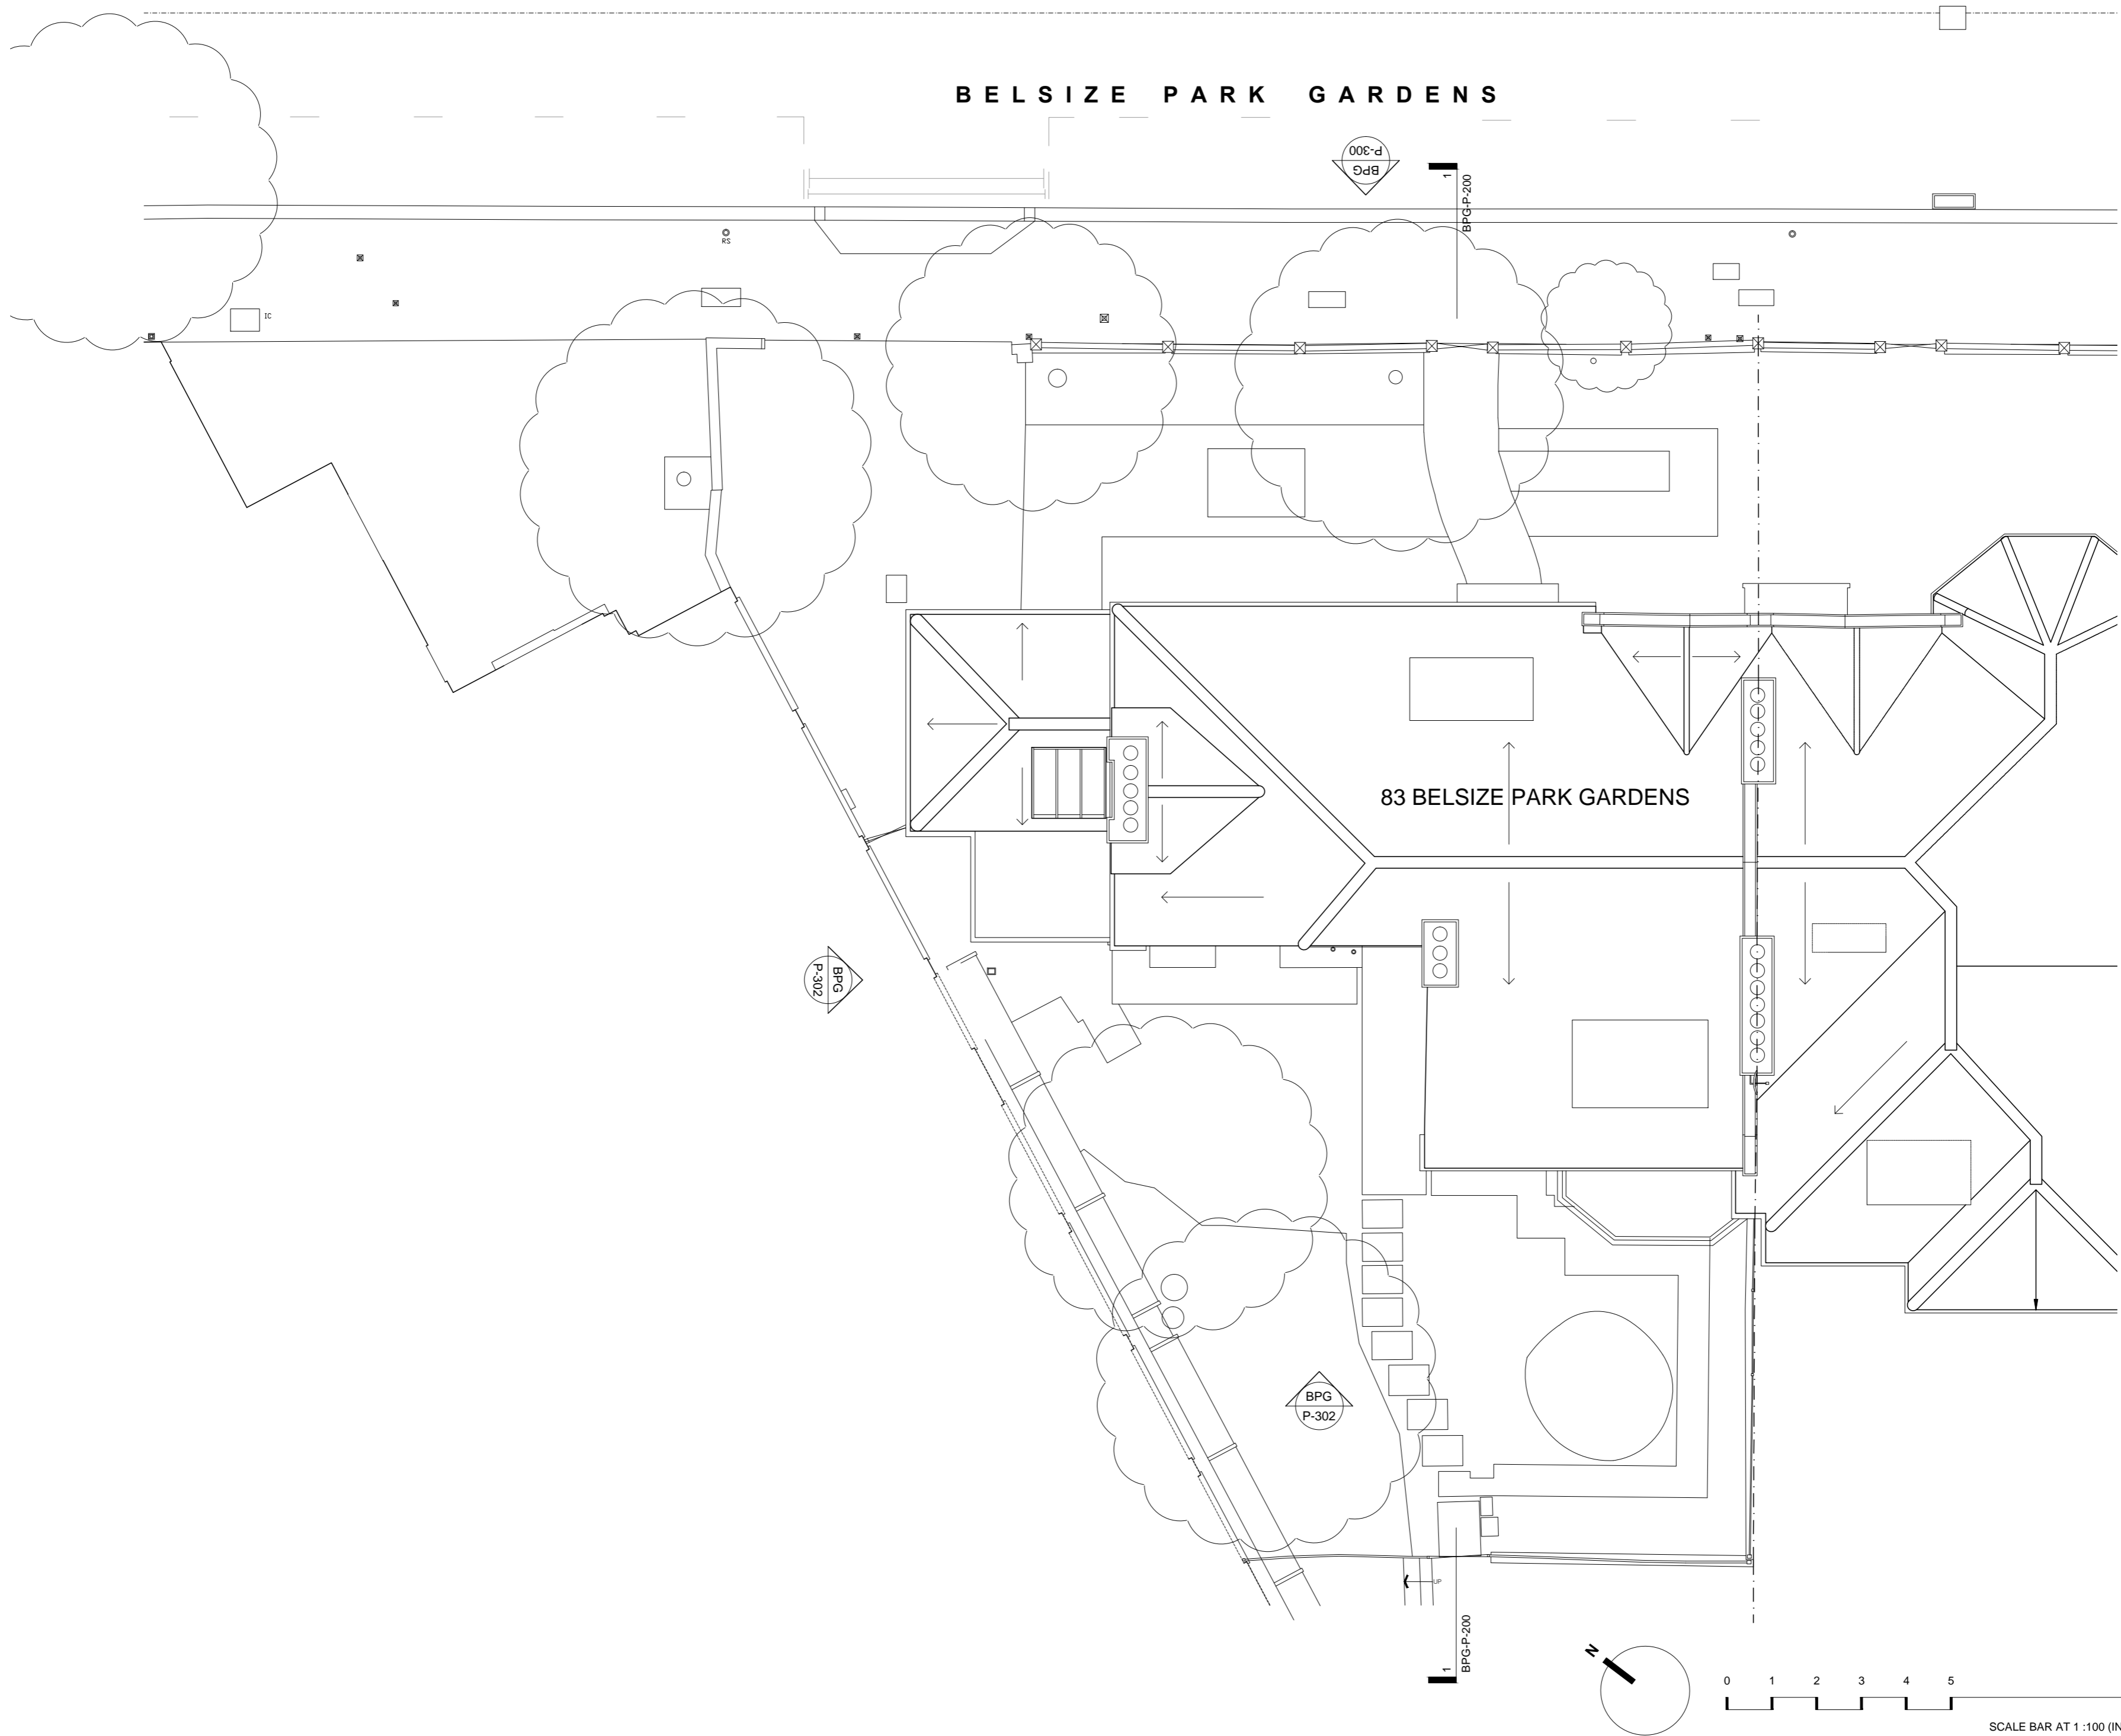 BELSIZE PARK GARDENS
P-300
BPG
1
BPG-P-200
RS
IC
83 BELSIZE PARK GARDENS
BPG
P-302
BPG
P-302
UP
1
BPG-P-200
N
0 1 2 3 4 5
SCALE BAR AT 1 :100 (IN